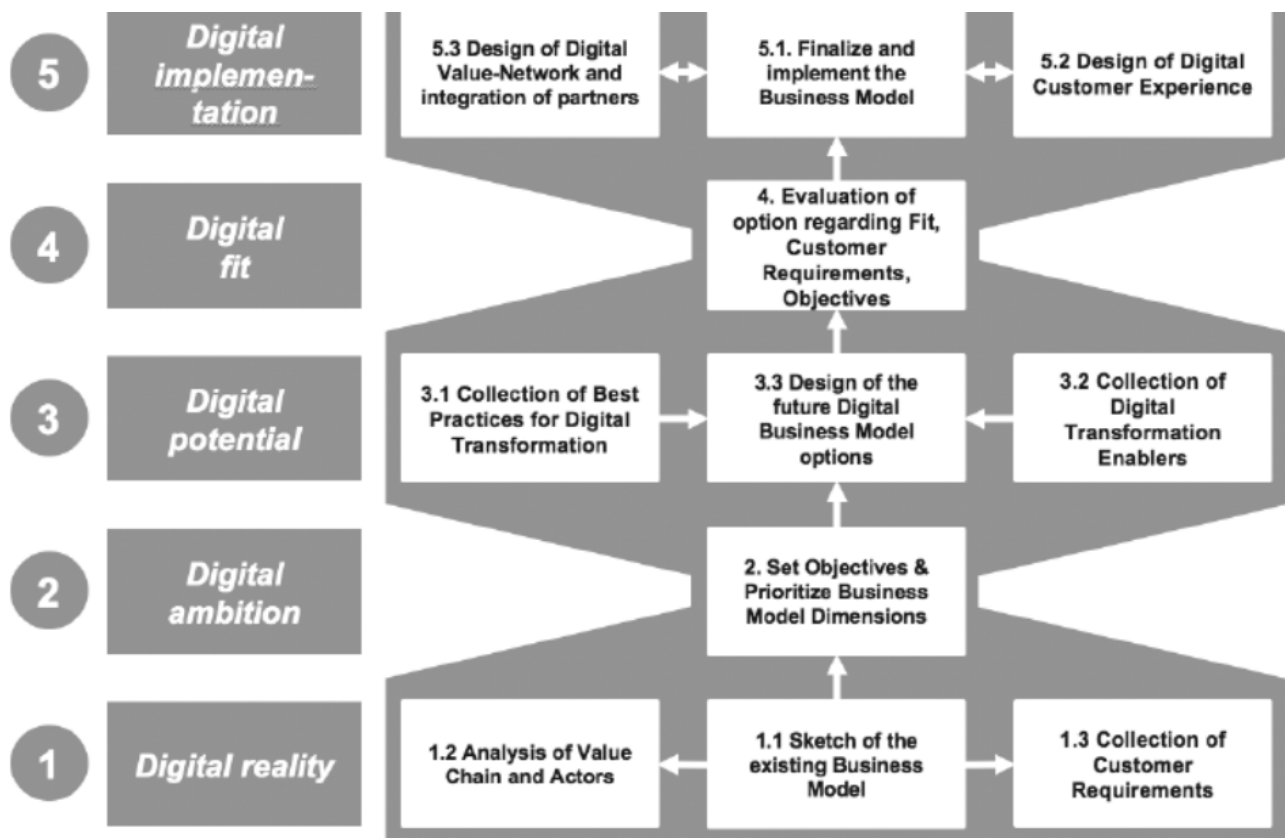 5
Digital
implemen-
tation
5.3 Design of Digital
Value-Network and
integration of partners
5.1. Finalize and
implement the
Business Model
5.2 Design of Digital
Customer Experience
4
Digital
fit
4. Evaluation of
option regarding Fit,
Customer
Requirements,
Objectives
3
Digital
potential
3.1 Collection of Best
Practices for Digital
Transformation
3.3 Design of the
future Digital
Business Model
options
3.2 Collection of
Digital
Transformation
Enablers
2
Digital
ambition
2. Set Objectives &
Prioritize Business
Model Dimensions
1
Digital reality
1.2 Analysis of Value
Chain and Actors
1.1 Sketch of the
existing Business
Model
1.3 Collection of
Customer
Requirements